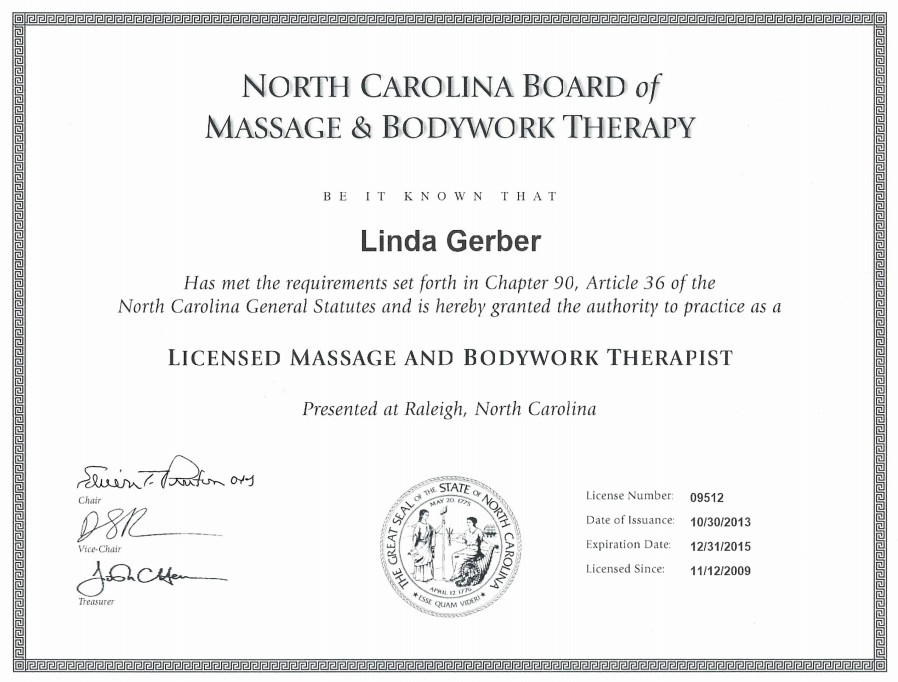 NORTH CAROLINA BOARD of
MASSAGE & BODYWORK THERAPY
BE IT KNOWN THAT
Linda Gerber
Has met the requirements set forth in Chapter 90, Article 36 of the
North Carolina General Statutes and is hereby granted the authority to practice as a
LICENSED MASSAGE AND BODYWORK THERAPIST
Presented at Raleigh, North Carolina
Chair
Vice-Chair
Treasurer
THE GREAT SEAL OF THE STATE OF NORTH CAROLINA
MAY 20, 1775
APRIL 12 1776
ESSE QUAM VIDERI
License Number: 09512
Date of Issuance: 10/30/2013
Expiration Date: 12/31/2015
Licensed Since: 11/12/2009